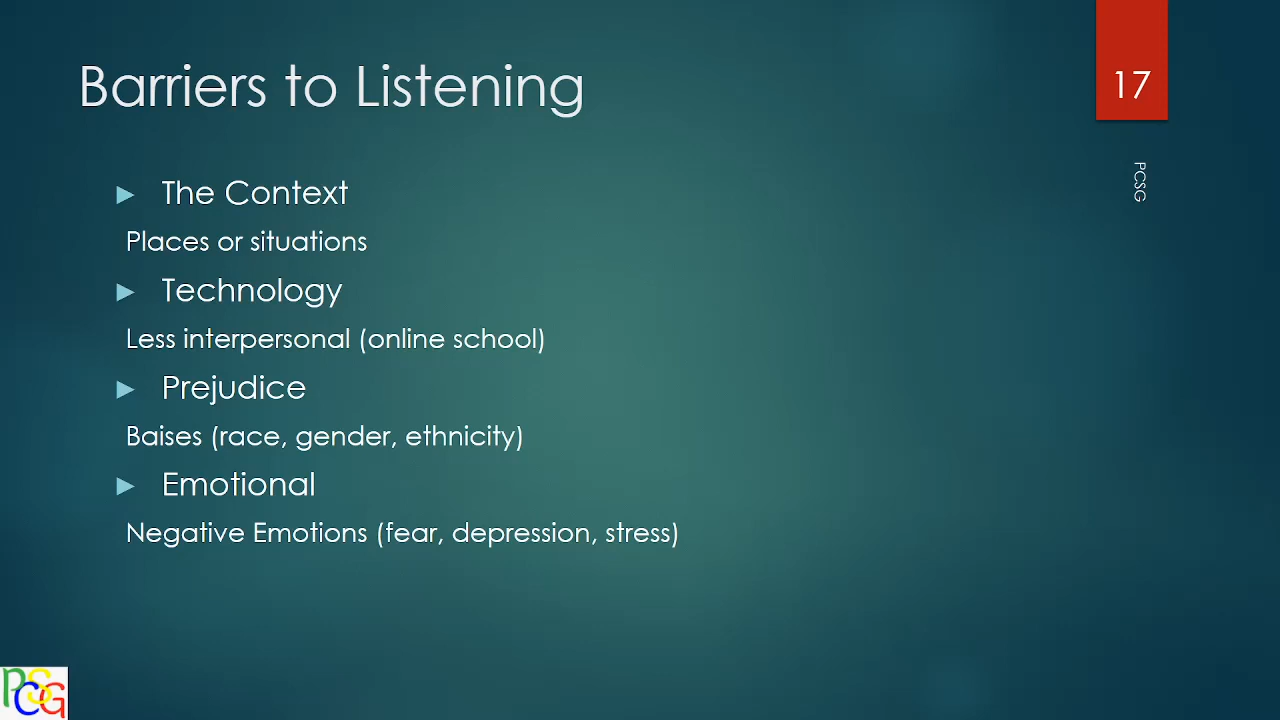 Barriers to Listening
17
PCSG
The Context
Places or situations
Technology
Less interpersonal (online school)
Prejudice
Baises (race, gender, ethnicity)
Emotional
Negative Emotions (fear, depression, stress)
PCSG